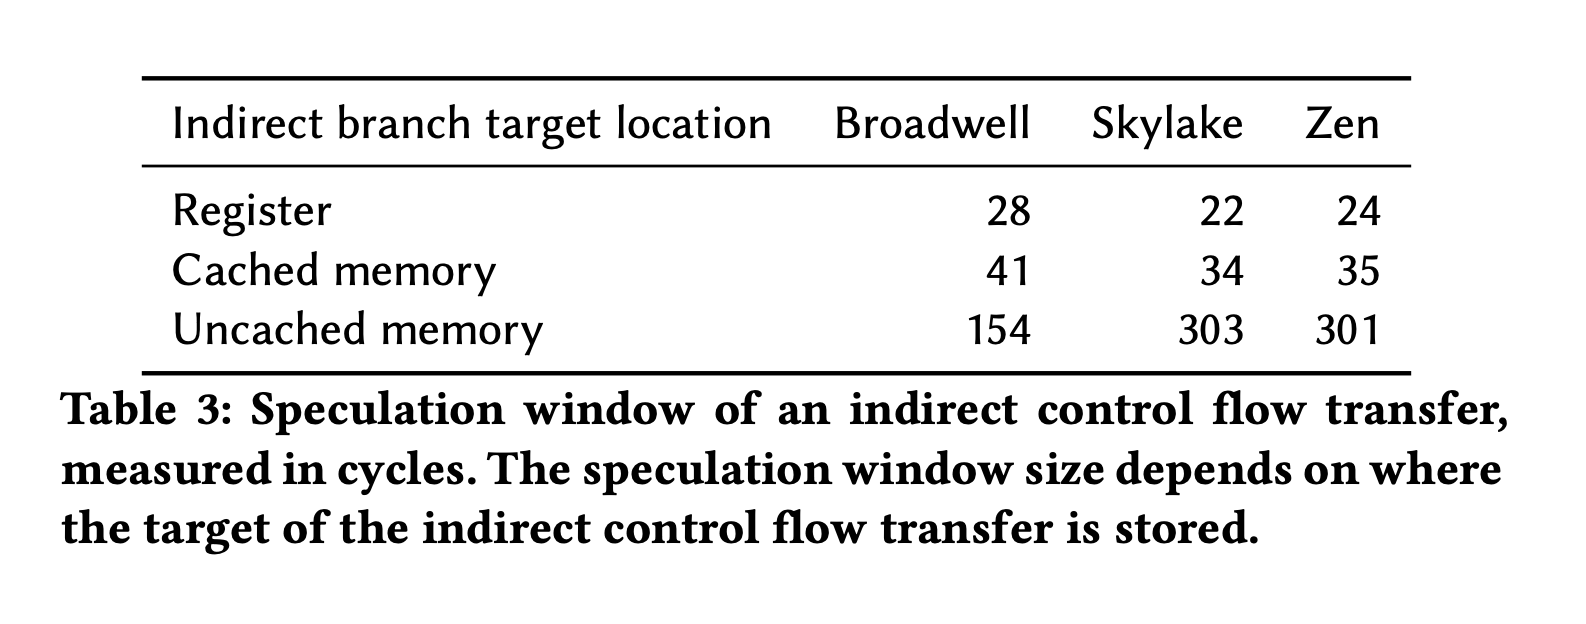 Indirect branch target location Broadwell Skylake Zen
Register 28 22 24
Cached memory 41 34 35
Uncached memory 154 303 301
Table 3: Speculation window of an indirect control flow transfer,
measured in cycles. The speculation window size depends on where
the target of the indirect control flow transfer is stored.